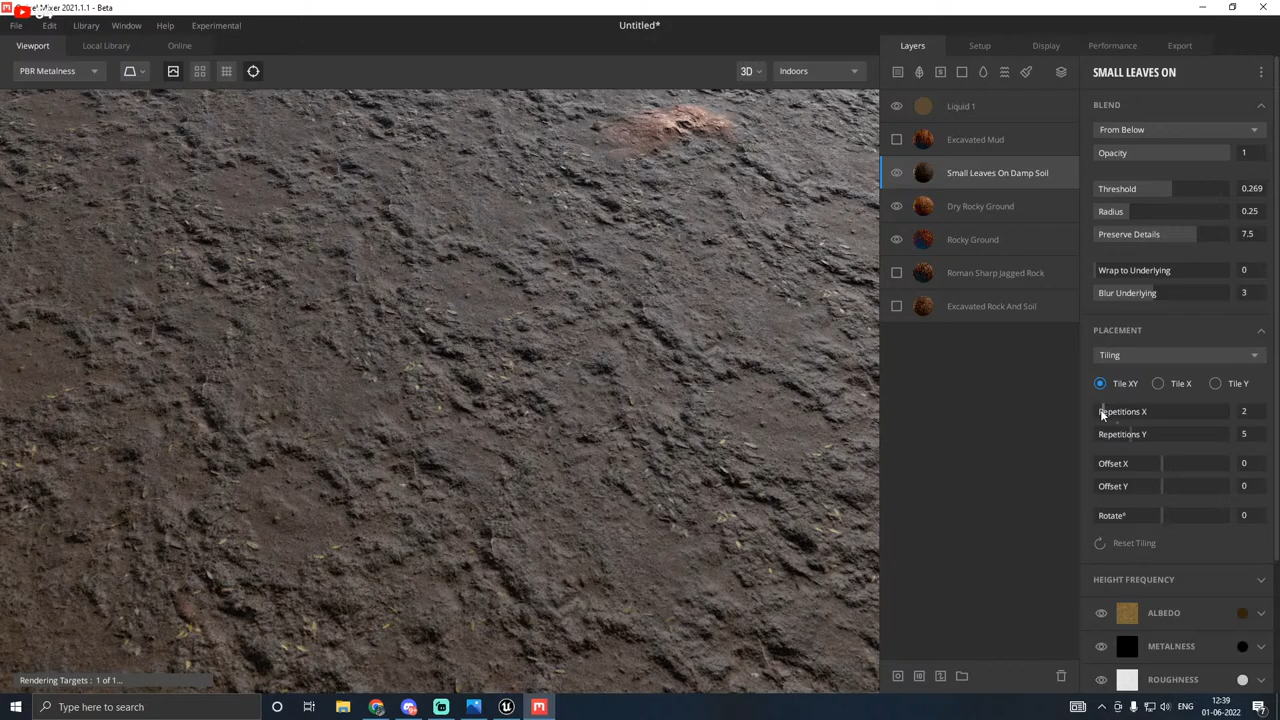 Mixer 2021.1.1 - Beta
File Edit Library Window Help Experimental
Untitled*
Viewport Local Library Online
Layers Setup Display Performance Export
PBR Metalness
3D
Indoors
SMALL LEAVES ON
Liquid 1
Excavated Mud
Small Leaves On Damp Soil
Dry Rocky Ground
Rocky Ground
Roman Sharp Jagged Rock
Excavated Rock And Soil
BLEND
From Below
Opacity 1
Threshold 0.269
Radius 0.25
Preserve Details 7.5
Wrap to Underlying 0
Blur Underlying 3
PLACEMENT
Tiling
Tile XY Tile X Tile Y
Repetitions X 2
Repetitions Y 5
Offset X 0
Offset Y 0
Rotate° 0
Reset Tiling
HEIGHT FREQUENCY
ALBEDO
METALNESS
ROUGHNESS
Rendering Targets : 1 of 1...
Type here to search
ENG
12:39
01-06-2022